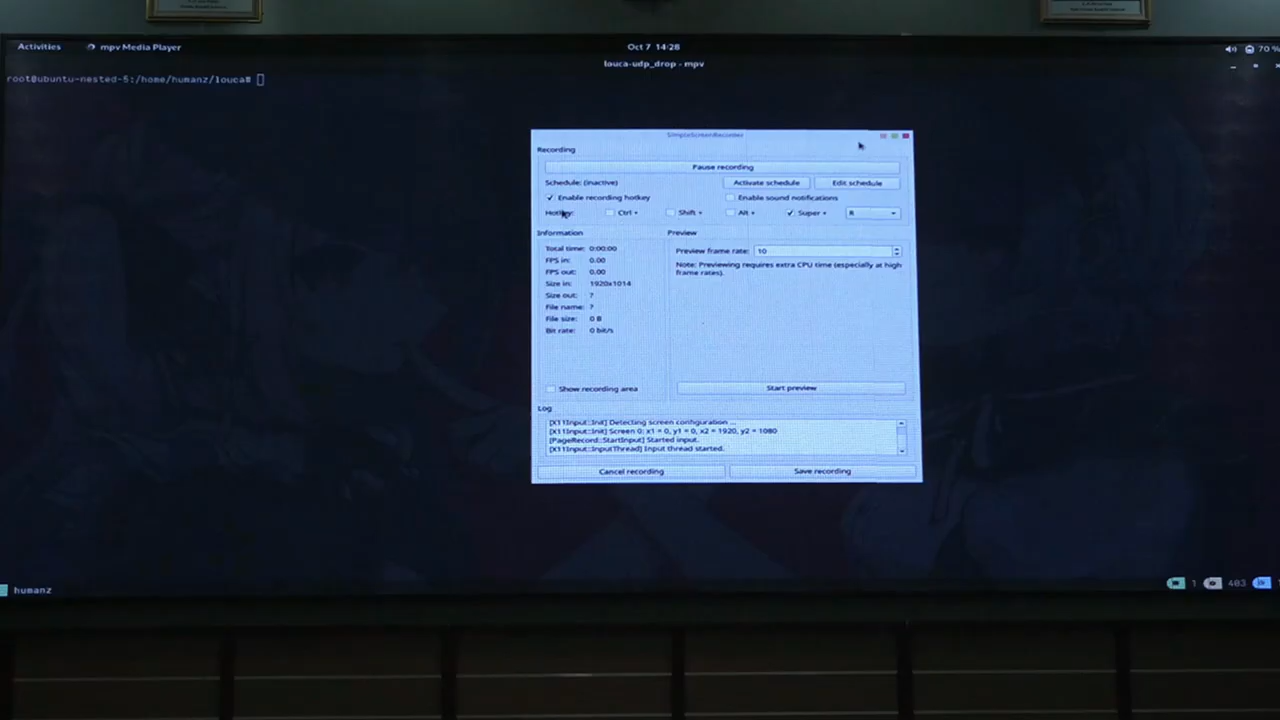 Activities mpv Media Player Oct 7 14:28 70 %
louca-udp_drop - mpv
root@ubuntu-nested-5:/home/humanz/louca#
SimpleScreenRecorder
Recording
Pause recording
Schedule: (inactive) Activate schedule Edit schedule
Enable recording hotkey Enable sound notifications
Hotkey: Ctrl + Shift + Alt + Super + R
Information Preview
Total time: 0:00:00 Preview frame rate: 10
FPS in: 0.00 Note: Previewing requires extra CPU time (especially at high
FPS out: 0.00 frame rates).
Size in: 1920x1014
Size out: ?
File name: ?
File size: 0 B
Bit rate: 0 bit/s
Show recording area Start preview
Log
[X11Input::Init] Detecting screen configuration ...
[X11Input::Init] Screen 0: x1 = 0, y1 = 0, x2 = 1920, y2 = 1080
[PageRecord::StartInput] Started input.
[X11Input::InputThread] Input thread started.
Cancel recording Save recording
humanz 1 403